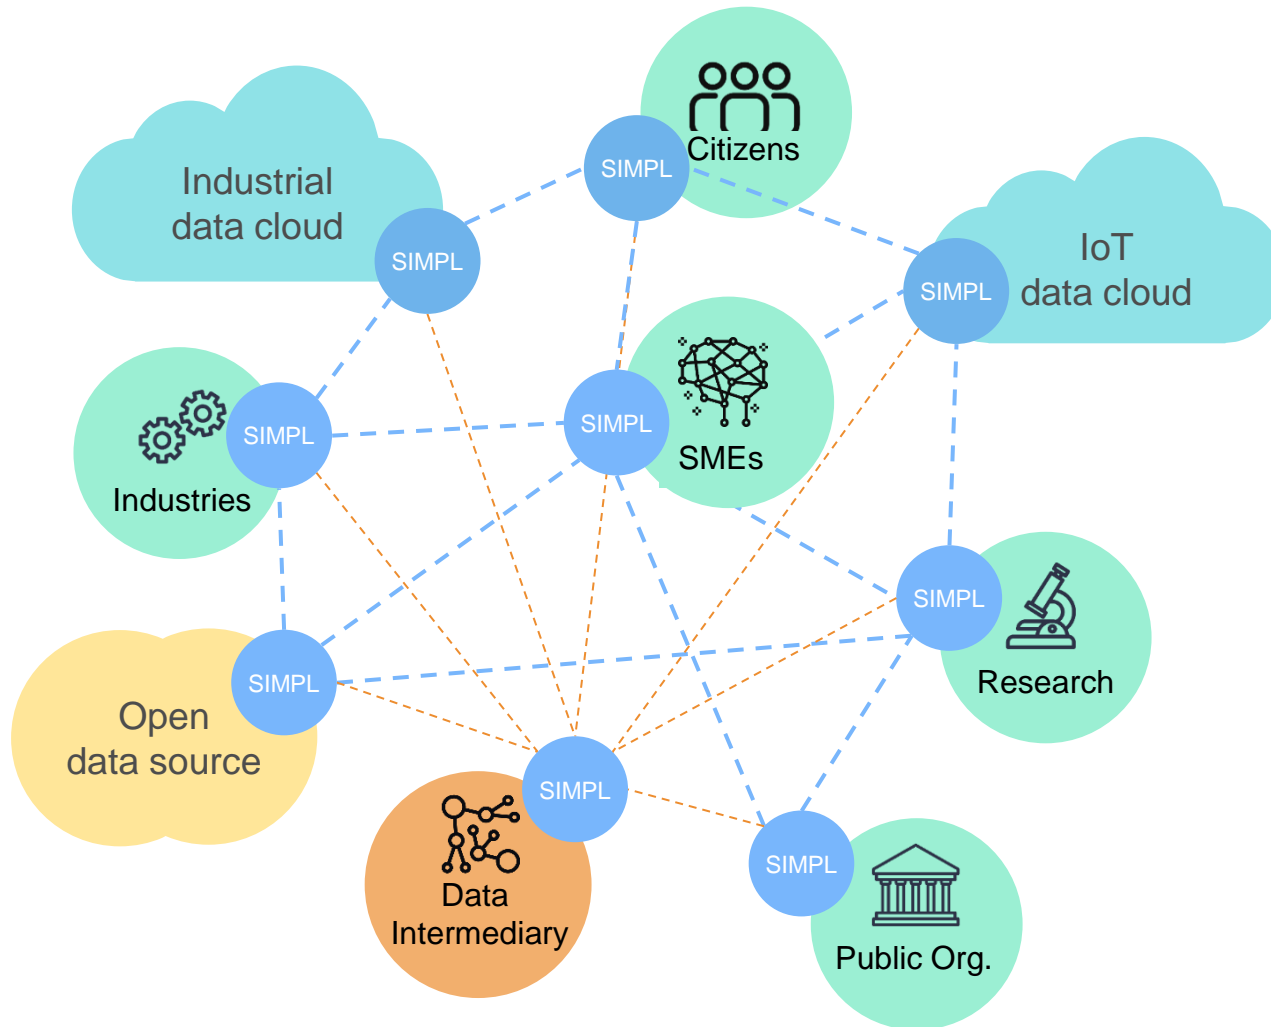 Citizens
SIMPL
Industrial
data cloud
SIMPL
IoT
data cloud
SIMPL
SIMPL
SMEs
SIMPL
Industries
SIMPL
Research
SIMPL
Open
data source
SIMPL
Data
Intermediary
SIMPL
Public Org.